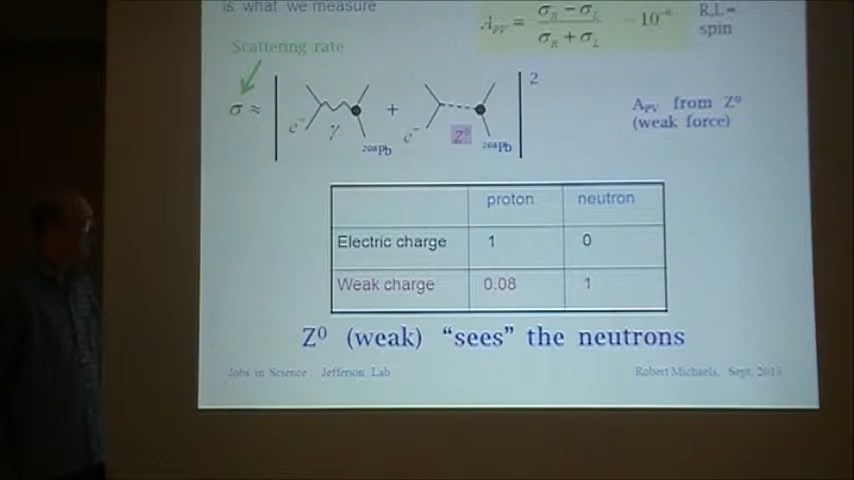 is what we measure
A_PV = σ_R − σ_L / σ_R + σ_L ~10⁻⁶
R,L =
spin
Scattering rate
σ ≈ | + |²
e⁻ γ ²⁰⁸Pb e⁻ Z⁰ ²⁰⁸Pb
A_PV from Z⁰
(weak force)
proton neutron
Electric charge 1 0
Weak charge 0.08 1
Z⁰ (weak) “sees” the neutrons
Jobs in Science Jefferson Lab Robert Michaels, Sept,